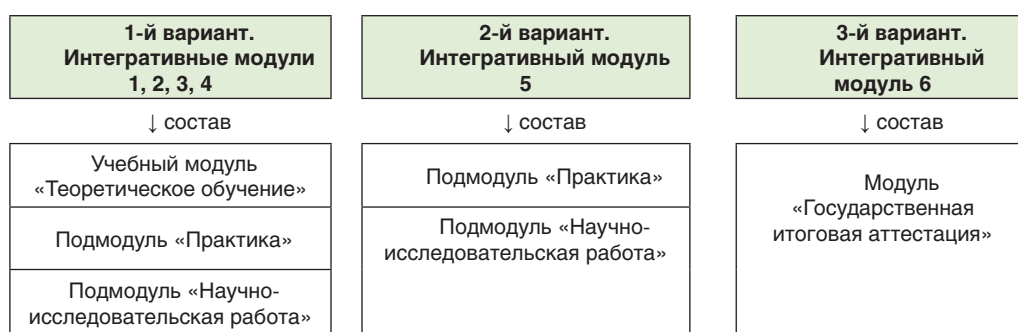 1-й вариант.
Интегративные модули
1, 2, 3, 4
↓ состав
Учебный модуль
«Теоретическое обучение»
Подмодуль «Практика»
Подмодуль «Научно-
исследовательская работа»
2-й вариант.
Интегративный модуль
5
↓ состав
Подмодуль «Практика»
Подмодуль «Научно-
исследовательская работа»
3-й вариант.
Интегративный
модуль 6
↓ состав
Модуль
«Государственная
итоговая аттестация»